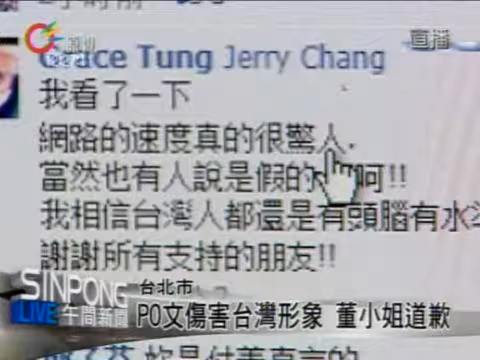 直播
Grace Tung Jerry Chang
我看了一下
網路的速度真的很驚人.
當然也有人說是假的
呵!!
我相信台灣人都還是有頭腦有水
謝謝所有支持的朋友!!
SINPONG
台北市
LIVE 午間新聞
PO文傷害台灣形象 董小姐道歉